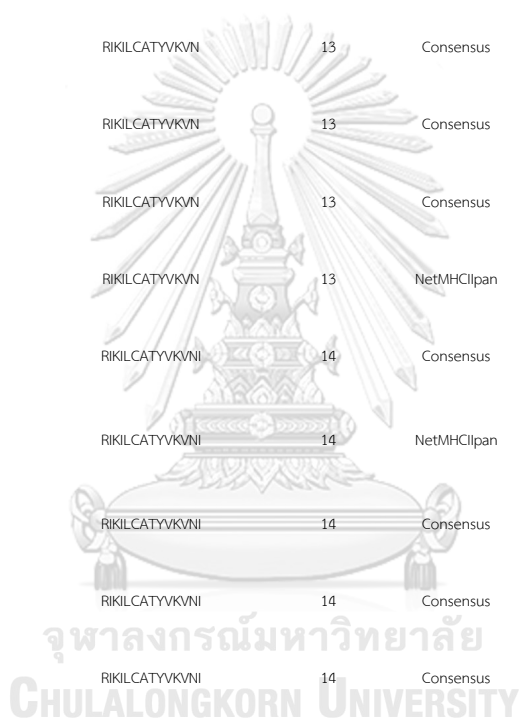 RIKILCATYVKVN 13 Consensus
RIKILCATYVKVN 13 Consensus
RIKILCATYVKVN 13 Consensus
RIKILCATYVKVN 13 NetMHCIIpan
RIKILCATYVKVNI 14 Consensus
RIKILCATYVKVNI 14 NetMHCIIpan
RIKILCATYVKVNI 14 Consensus
RIKILCATYVKVNI 14 Consensus
จุฬาลงกรณ์มหาวิทยาลัย
RIKILCATYVKVNI 14 Consensus
CHULALONGKORN UNIVERSITY